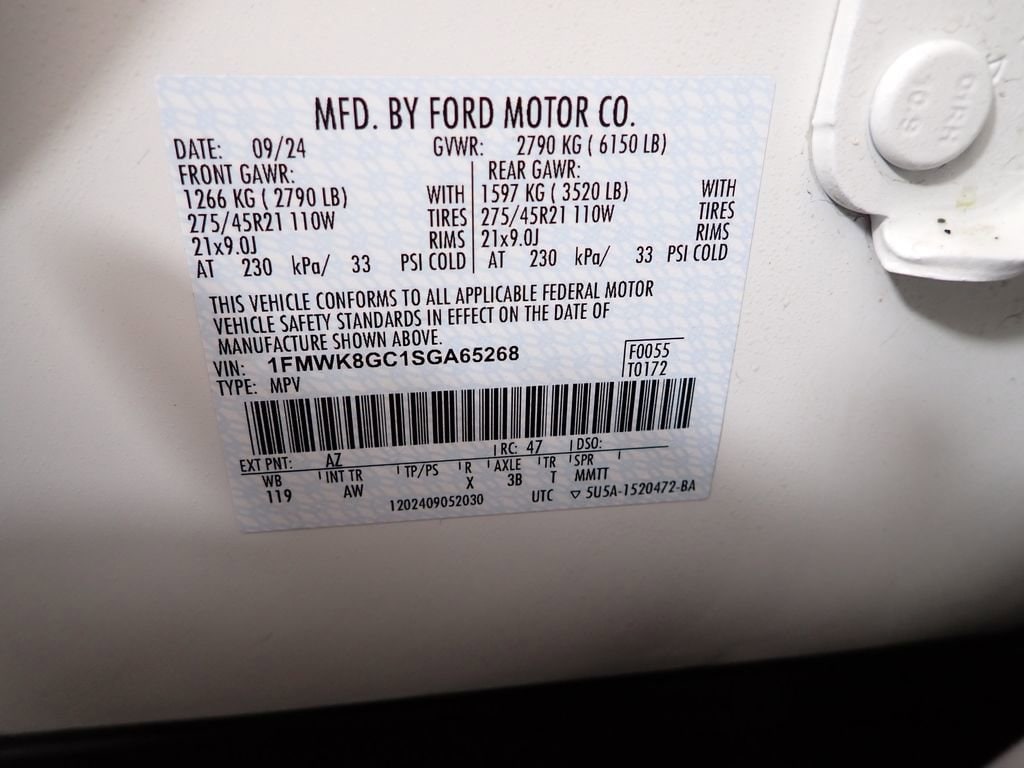 MFD. BY FORD MOTOR CO.
DATE: 09/24 GVWR: 2790 KG ( 6150 LB)
FRONT GAWR: REAR GAWR:
1266 KG ( 2790 LB) WITH 1597 KG ( 3520 LB) WITH
275/45R21 110W TIRES 275/45R21 110W TIRES
21x9.0J RIMS 21x9.0J RIMS
AT 230 kPa/ 33 PSI COLD AT 230 kPa/ 33 PSI COLD
THIS VEHICLE CONFORMS TO ALL APPLICABLE FEDERAL MOTOR
VEHICLE SAFETY STANDARDS IN EFFECT ON THE DATE OF
MANUFACTURE SHOWN ABOVE.
VIN: 1FMWK8GC1SGA65268 F0055
TYPE: MPV T0172
EXT PNT: AZ RC: 47 DSO:
WB INT TR TP/PS R AXLE TR SPR
119 AW X 3B T MMTT
1202409052030 UTC ▽ 5U5A-1520472-BA
DIRH
10.9